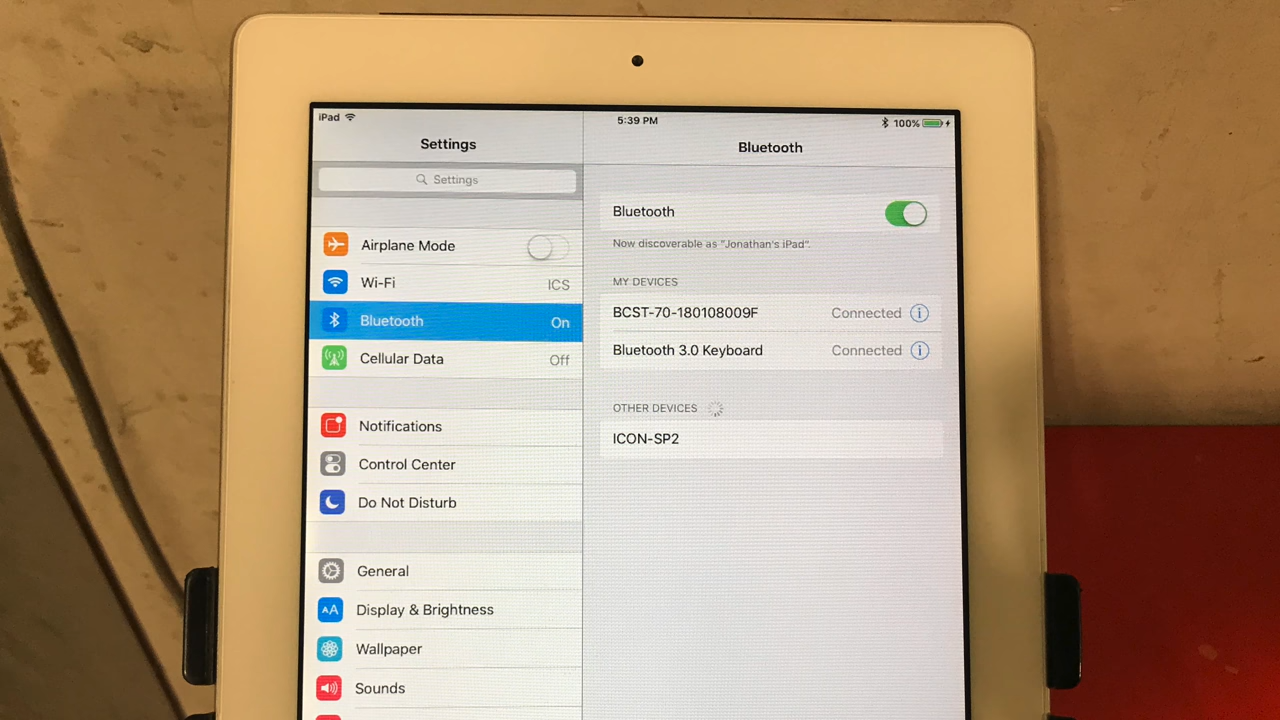 iPad
5:39 PM
100%
Settings
Settings
Airplane Mode
Wi-Fi ICS
Bluetooth On
Cellular Data Off
Notifications
Control Center
Do Not Disturb
General
AA Display & Brightness
Wallpaper
Sounds
Bluetooth
Bluetooth
Now discoverable as "Jonathan's iPad".
MY DEVICES
BCST-70-180108009F Connected i
Bluetooth 3.0 Keyboard Connected i
OTHER DEVICES
ICON-SP2